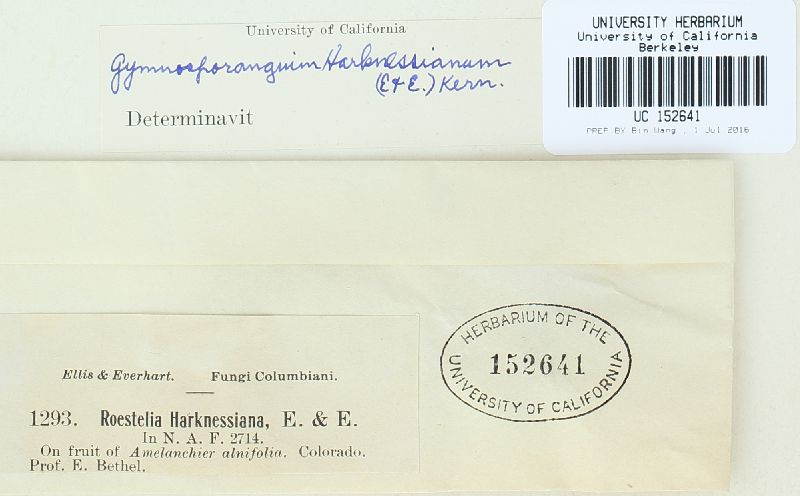 University of California
Gymnosporangium Harknessianum
(E & E.) Kern.
Determinavit
UNIVERSITY HERBARIUM
University of California
Berkeley
UC 152641
PREP BY Bin Wang , 1 Jul 2016
Ellis & Everhart. Fungi Columbiani.
1293. Roestelia Harknessiana, E. & E.
In N. A. F. 2714.
On fruit of Amelanchier alnifolia. Colorado.
Prof. E. Bethel.
HERBARIUM OF THE
152641
UNIVERSITY OF CALIFORNIA